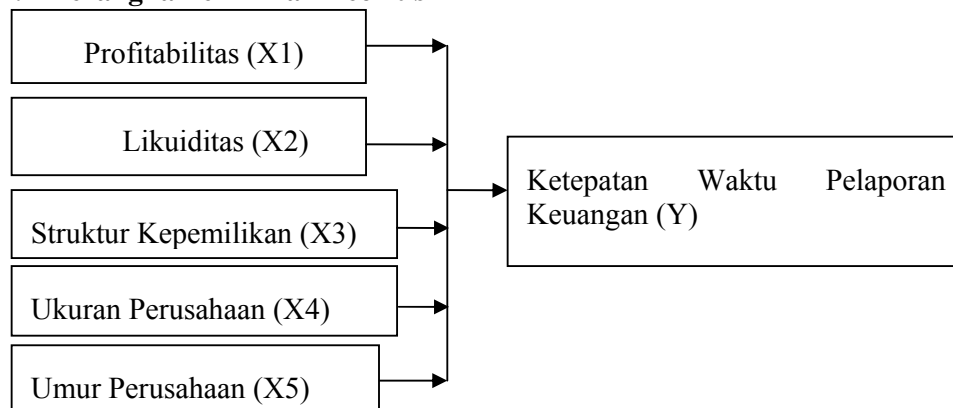 Profitabilitas (X1)
Likuiditas (X2)
Struktur Kepemilikan (X3)
Ukuran Perusahaan (X4)
Umur Perusahaan (X5)
Ketepatan Waktu Pelaporan
Keuangan (Y)